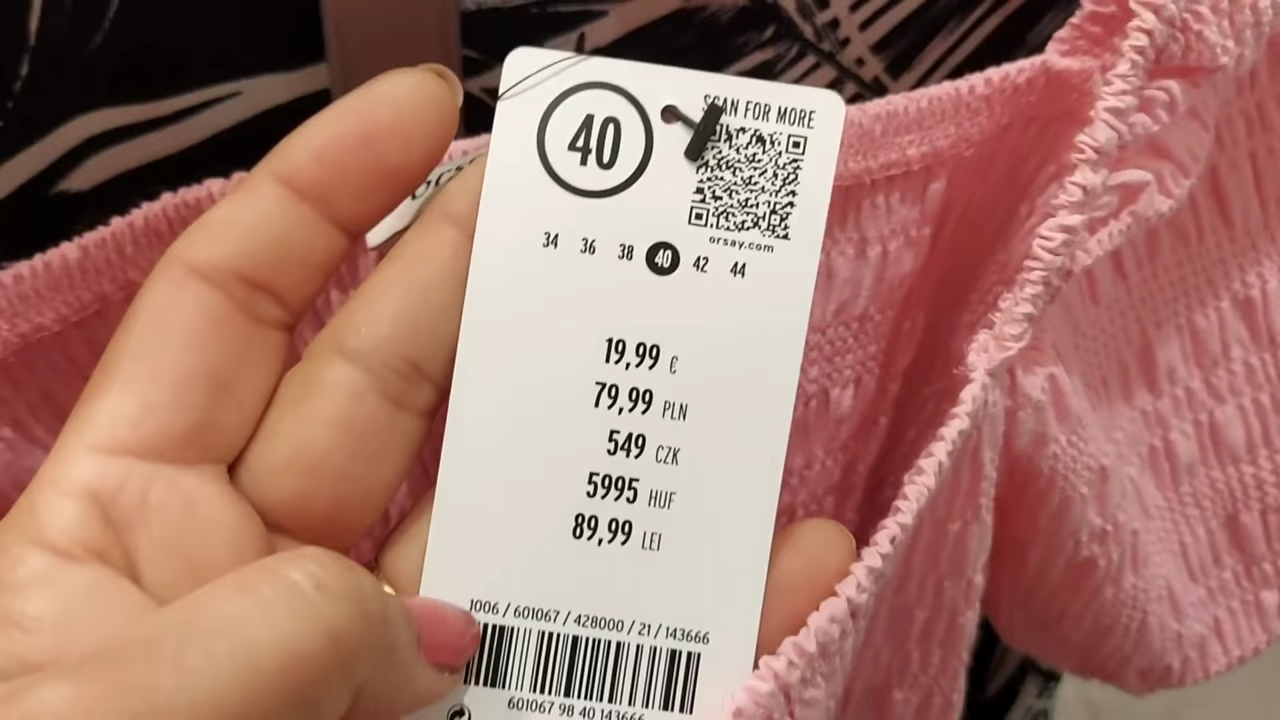 40
SCAN FOR MORE
orsay.com
34 36 38 40 42 44
19,99 €
79,99 PLN
549 CZK
5995 HUF
89,99 LEI
1006 / 601067 / 428000 / 21 / 143666
601067 98 40 143666